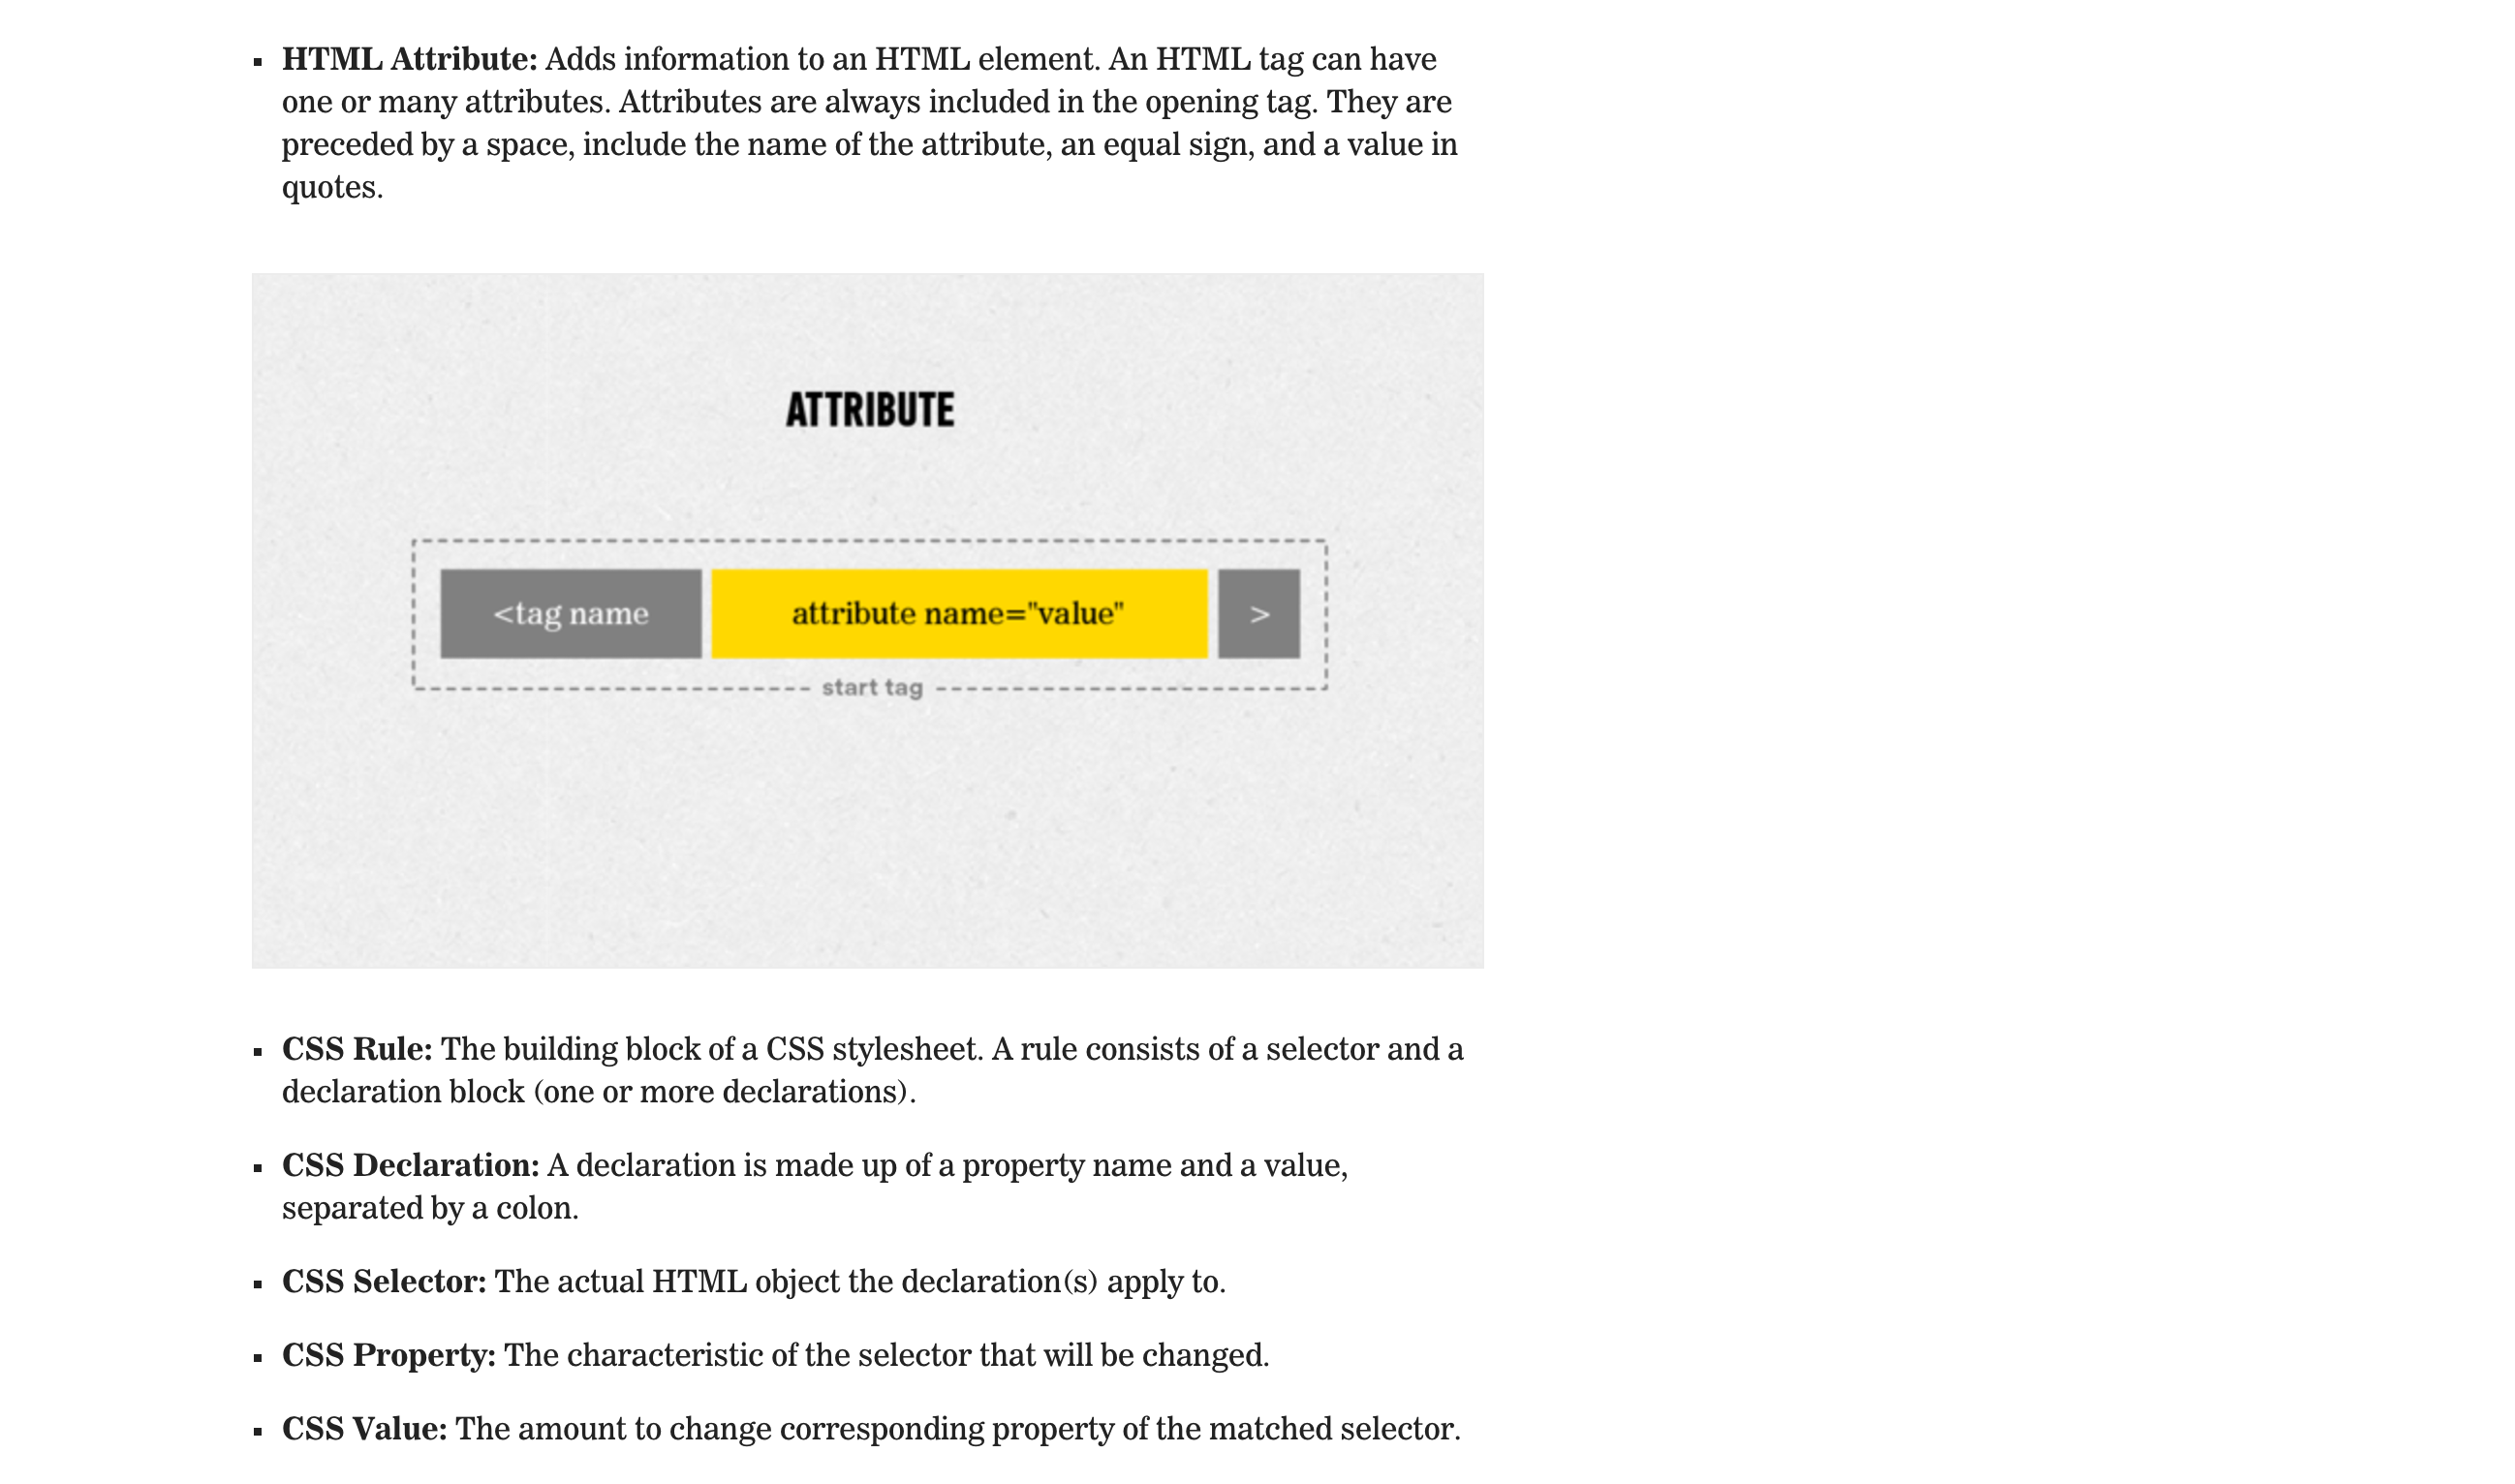 ▪ HTML Attribute: Adds information to an HTML element. An HTML tag can have
one or many attributes. Attributes are always included in the opening tag. They are
preceded by a space, include the name of the attribute, an equal sign, and a value in
quotes.
ATTRIBUTE
<tag name attribute name="value" >
start tag
▪ CSS Rule: The building block of a CSS stylesheet. A rule consists of a selector and a
declaration block (one or more declarations).
▪ CSS Declaration: A declaration is made up of a property name and a value,
separated by a colon.
▪ CSS Selector: The actual HTML object the declaration(s) apply to.
▪ CSS Property: The characteristic of the selector that will be changed.
▪ CSS Value: The amount to change corresponding property of the matched selector.